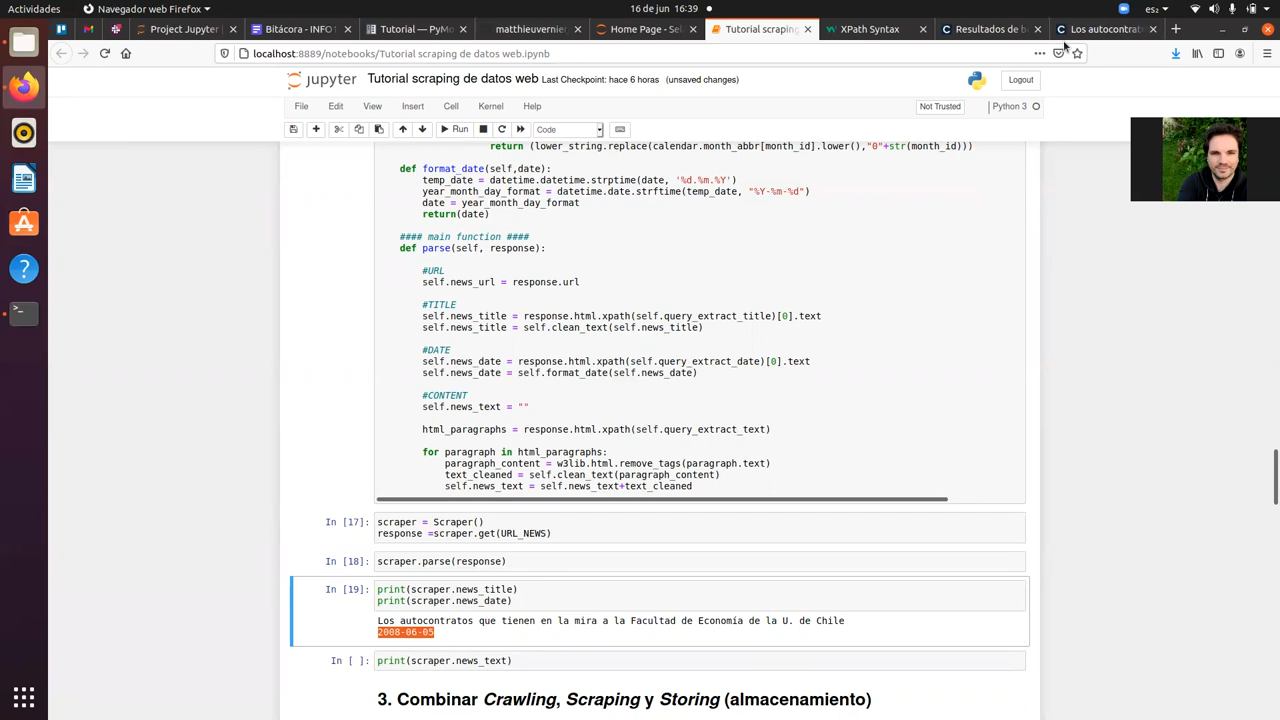 Actividades
Navegador web Firefox
16 de jun 16:39
es₂
Project Jupyter
Bitácora - INFO1
Tutorial — PyMo
matthieuvernier
Home Page - Sel
Tutorial scraping
XPath Syntax
Resultados de b
Los autocontrat
localhost:8889/notebooks/Tutorial scraping de datos web.ipynb
jupyter Tutorial scraping de datos web Last Checkpoint: hace 6 horas (unsaved changes)
Logout
File Edit View Insert Cell Kernel Help
Not Trusted
Python 3
Run
Code
return (lower_string.replace(calendar.month_abbr[month_id].lower(),"0"+str(month_id)))
def format_date(self,date):
temp_date = datetime.datetime.strptime(date, '%d.%m.%Y')
year_month_day_format = datetime.date.strftime(temp_date, "%Y-%m-%d")
date = year_month_day_format
return(date)
#### main function ####
def parse(self, response):
#URL
self.news_url = response.url
#TITLE
self.news_title = response.html.xpath(self.query_extract_title)[0].text
self.news_title = self.clean_text(self.news_title)
#DATE
self.news_date = response.html.xpath(self.query_extract_date)[0].text
self.news_date = self.format_date(self.news_date)
#CONTENT
self.news_text = ""
html_paragraphs = response.html.xpath(self.query_extract_text)
for paragraph in html_paragraphs:
paragraph_content = w3lib.html.remove_tags(paragraph.text)
text_cleaned = self.clean_text(paragraph_content)
self.news_text = self.news_text+text_cleaned
In [17]: scraper = Scraper()
response =scraper.get(URL_NEWS)
In [18]: scraper.parse(response)
In [19]: print(scraper.news_title)
print(scraper.news_date)
Los autocontratos que tienen en la mira a la Facultad de Economía de la U. de Chile
2008-06-05
In [ ]: print(scraper.news_text)
3. Combinar Crawling, Scraping y Storing (almacenamiento)